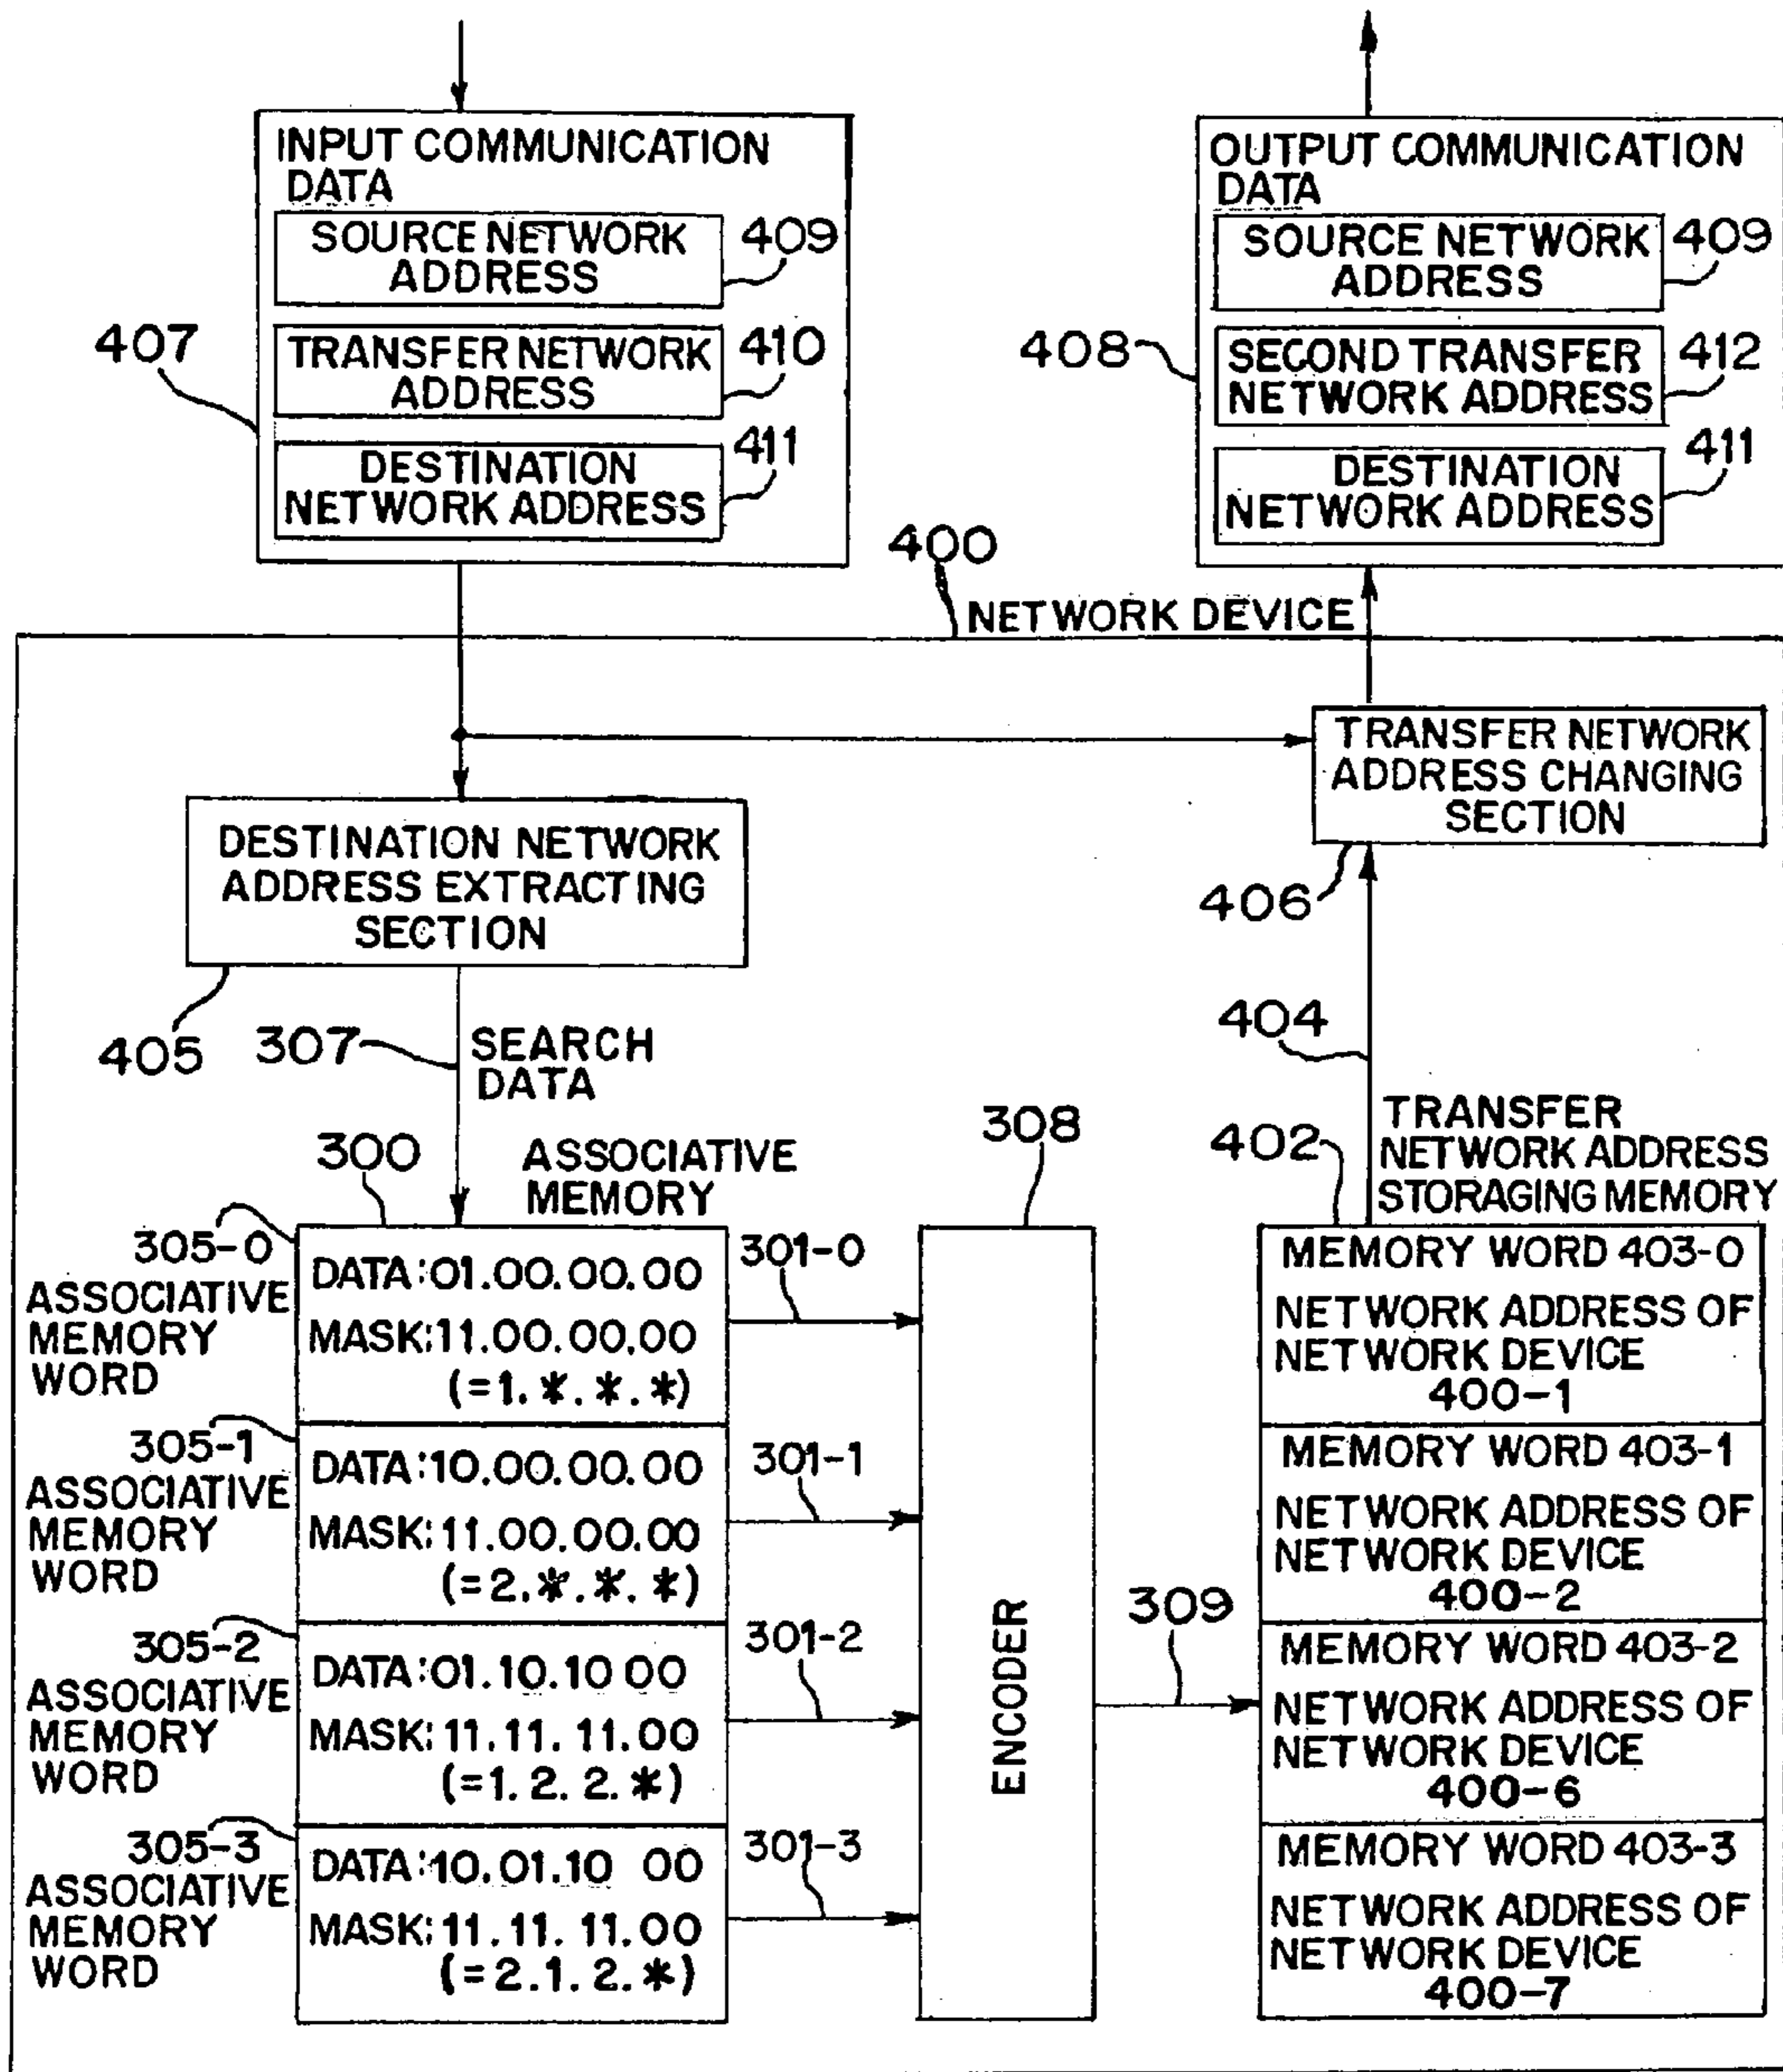 INPUT COMMUNICATION
DATA
SOURCE NETWORK
ADDRESS
409
TRANSFER NETWORK
ADDRESS
410
DESTINATION
NETWORK ADDRESS
411
407
OUTPUT COMMUNICATION
DATA
SOURCE NETWORK
ADDRESS
409
SECOND TRANSFER
NETWORK ADDRESS
412
DESTINATION
NETWORK ADDRESS
411
408
400
NETWORK DEVICE
TRANSFER NETWORK
ADDRESS CHANGING
SECTION
406
DESTINATION NETWORK
ADDRESS EXTRACTING
SECTION
405
307
SEARCH
DATA
404
300
ASSOCIATIVE
MEMORY
308
402
TRANSFER
NETWORK ADDRESS
STORAGING MEMORY
305-0
ASSOCIATIVE
MEMORY
WORD
DATA:01.00.00.00
MASK:11.00.00.00
(=1.*.*.*)
301-0
305-1
ASSOCIATIVE
MEMORY
WORD
DATA:10.00.00.00
MASK:11.00.00.00
(=2.*.*.*)
301-1
305-2
ASSOCIATIVE
MEMORY
WORD
DATA:01.10.10 00
MASK:11.11.11.00
(=1.2.2.*)
301-2
305-3
ASSOCIATIVE
MEMORY
WORD
DATA:10.01.10 00
MASK:11.11.11.00
(=2.1.2.*)
301-3
ENCODER
309
MEMORY WORD 403-0
NETWORK ADDRESS OF
NETWORK DEVICE
400-1
MEMORY WORD 403-1
NETWORK ADDRESS OF
NETWORK DEVICE
400-2
MEMORY WORD 403-2
NETWORK ADDRESS OF
NETWORK DEVICE
400-6
MEMORY WORD 403-3
NETWORK ADDRESS OF
NETWORK DEVICE
400-7